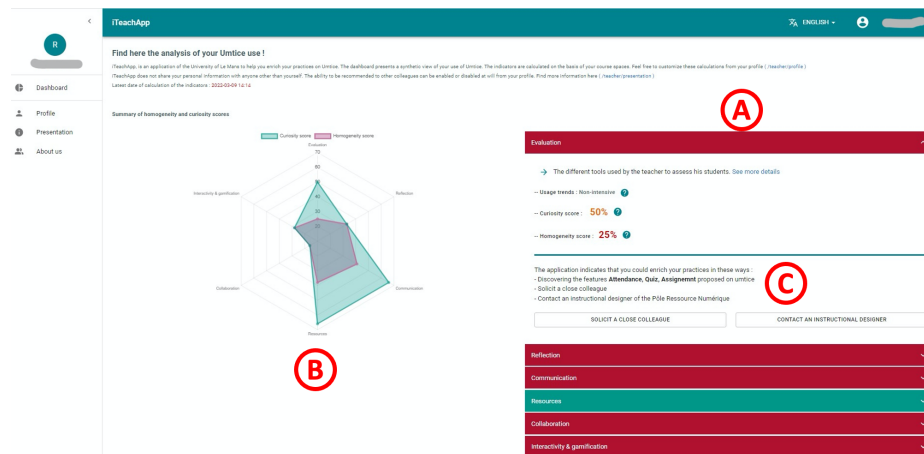 iTeachApp
ENGLISH
R
Dashboard
Profile
Presentation
About us
Find here the analysis of your Umtice use !
iTeachApp, is an application of the University of Le Mans to help you enrich your practices on Umtice. The dashboard presents a synthetic view of your use of Umtice. The indicators are calculated on the basis of your course spaces. Feel free to customize these calculations from your profile ( /teacher/profile )
iTeachApp does not share your personal information with anyone other than yourself. The ability to be recommended to other colleagues can be enabled or disabled at will from your profile. Find more information here ( /teacher/presentation )
Latest date of calculation of the indicators : 2022-03-09 14:14
Summary of homogeneity and curiosity scores
Curiosity score Homogeneity score
Evaluation
70
60
40
30
20
Interactivity & gamification
Reflection
Collaboration
Communication
Resources
B
A
Evaluation
The different tools used by the teacher to assess his students. See more details
-- Usage trends : Non-intensive ?
-- Curiosity score : 50% ?
-- Homogeneity score : 25% ?
The application indicates that you could enrich your practices in these ways :
- Discovering the features Attendance, Quiz, Assignemnt proposed on umtice
- Solicit a close colleague
- Contact an instructional designer of the Pôle Ressource Numérique
C
SOLICIT A CLOSE COLLEAGUE
CONTACT AN INSTRUCTIONAL DESIGNER
Reflection
Communication
Resources
Collaboration
Interactivity & gamification